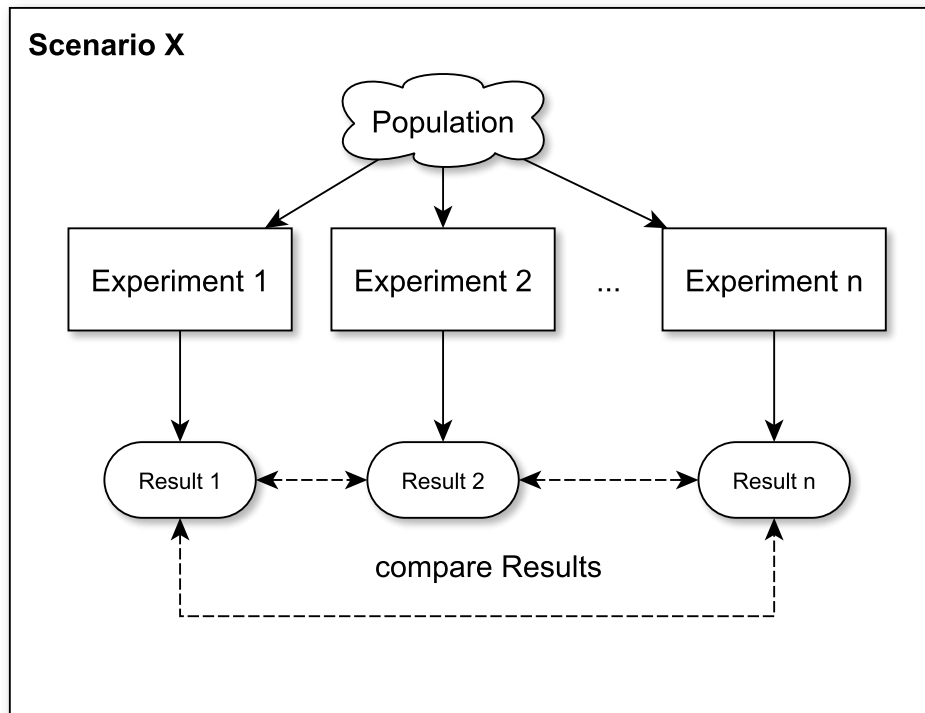 Scenario X
Population
Experiment 1
Experiment 2
...
Experiment n
Result 1
Result 2
Result n
compare Results